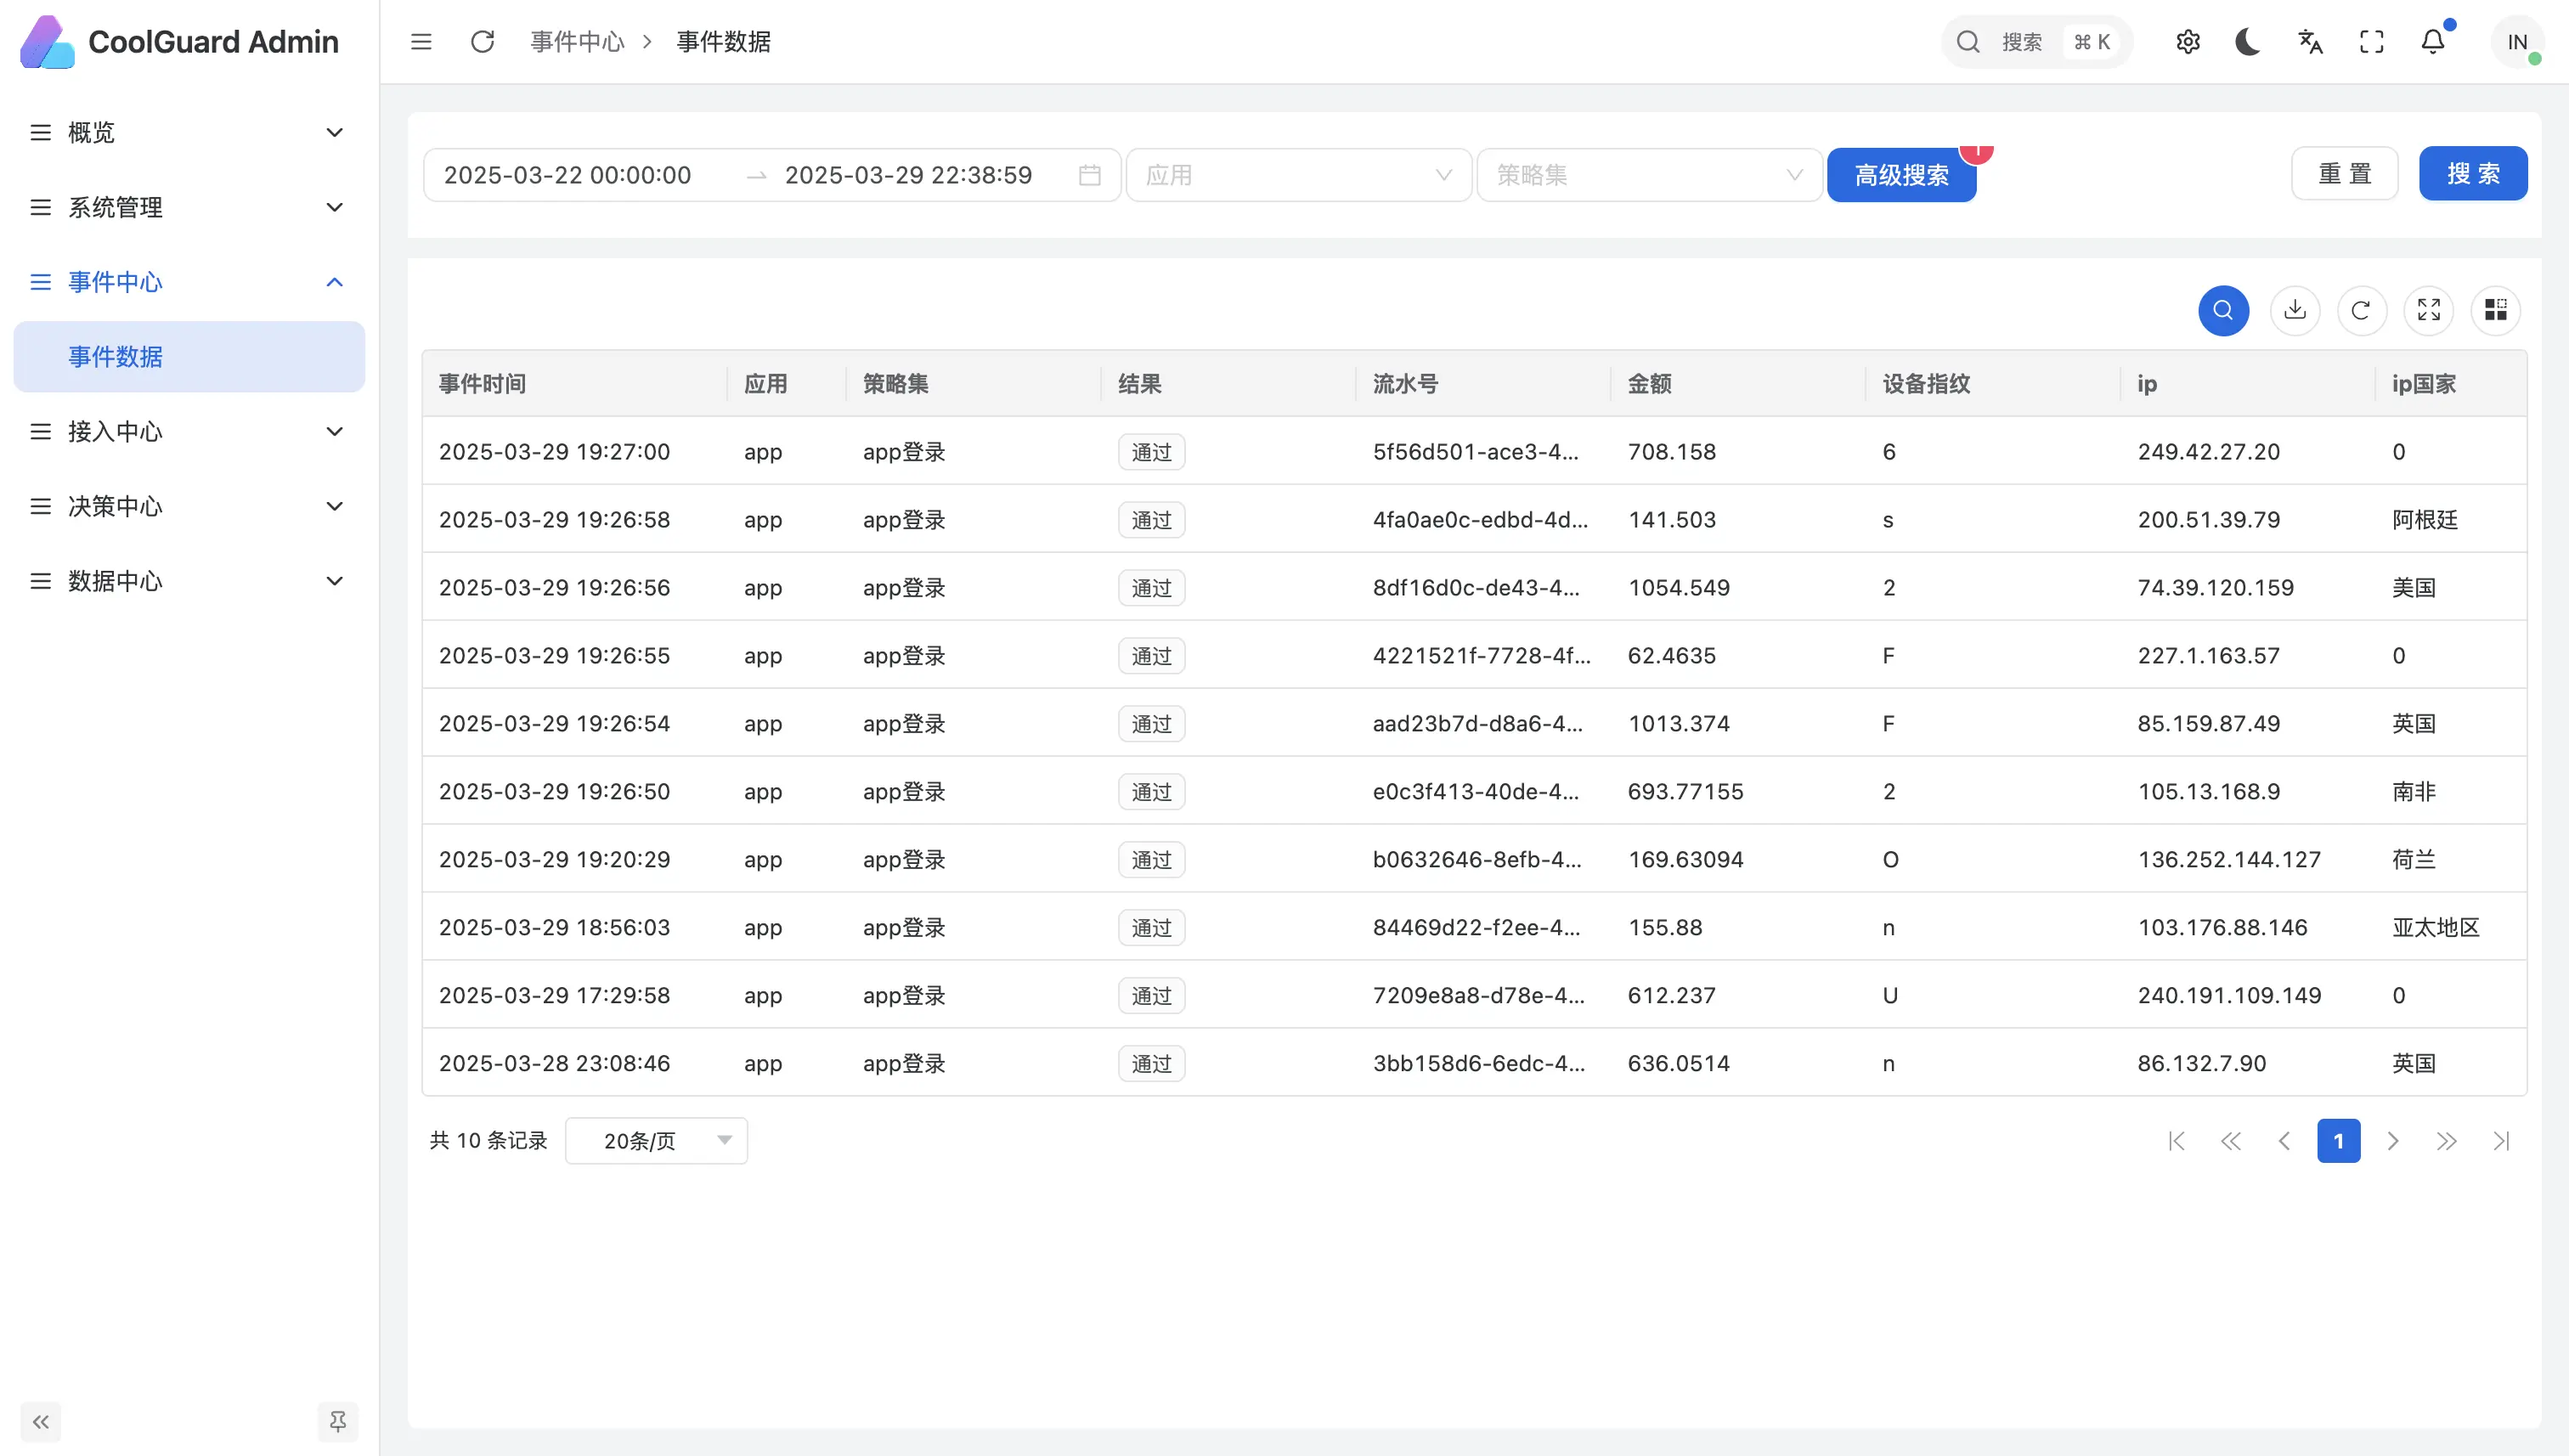 CoolGuard Admin
事件中心 > 事件数据
搜索 ⌘ K
IN
概览
系统管理
事件中心
事件数据
接入中心
决策中心
数据中心
2025-03-22 00:00:00 → 2025-03-29 22:38:59 应用 策略集 高级搜索 重 置 搜 索
事件时间 应用 策略集 结果 流水号 金额 设备指纹 ip ip国家
2025-03-29 19:27:00 app app登录 通过 5f56d501-ace3-4... 708.158 6 249.42.27.20 0
2025-03-29 19:26:58 app app登录 通过 4fa0ae0c-edbd-4d... 141.503 s 200.51.39.79 阿根廷
2025-03-29 19:26:56 app app登录 通过 8df16d0c-de43-4... 1054.549 2 74.39.120.159 美国
2025-03-29 19:26:55 app app登录 通过 4221521f-7728-4f... 62.4635 F 227.1.163.57 0
2025-03-29 19:26:54 app app登录 通过 aad23b7d-d8a6-4... 1013.374 F 85.159.87.49 英国
2025-03-29 19:26:50 app app登录 通过 e0c3f413-40de-4... 693.77155 2 105.13.168.9 南非
2025-03-29 19:20:29 app app登录 通过 b0632646-8efb-4... 169.63094 O 136.252.144.127 荷兰
2025-03-29 18:56:03 app app登录 通过 84469d22-f2ee-4... 155.88 n 103.176.88.146 亚太地区
2025-03-29 17:29:58 app app登录 通过 7209e8a8-d78e-4... 612.237 U 240.191.109.149 0
2025-03-28 23:08:46 app app登录 通过 3bb158d6-6edc-4... 636.0514 n 86.132.7.90 英国
共 10 条记录 20条/页 1